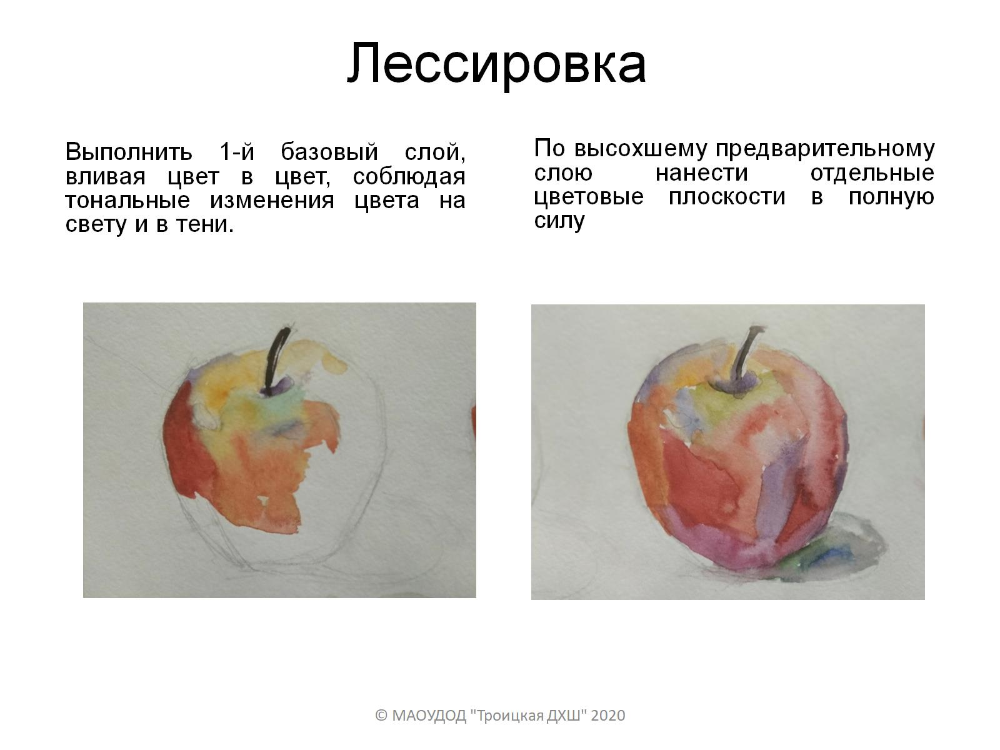 Лессировка
Выполнить 1-й базовый слой,
вливая цвет в цвет, соблюдая
тональные изменения цвета на
свету и в тени.
По высохшему предварительному
слою нанести отдельные
цветовые плоскости в полную
силу
© МАОУДОД "Троицкая ДХШ" 2020